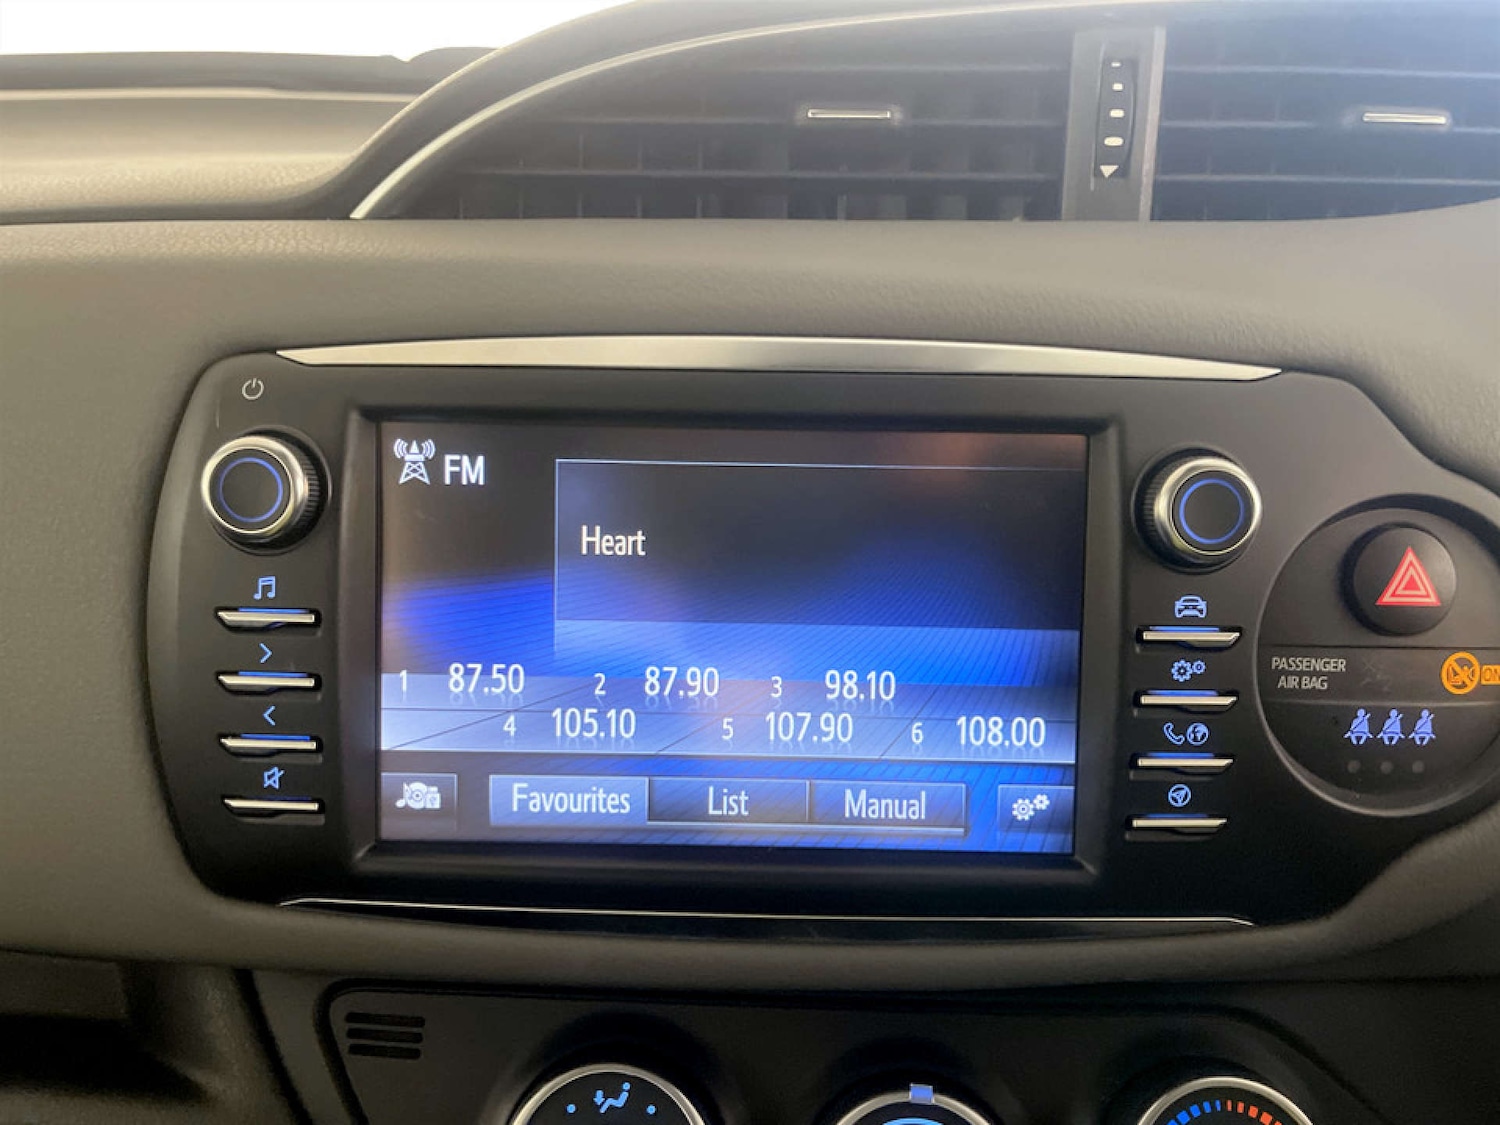 FM
Heart
1 87.50 2 87.90 3 98.10
4 105.10 5 107.90 6 108.00
Favourites List Manual
PASSENGER
AIR BAG
ON